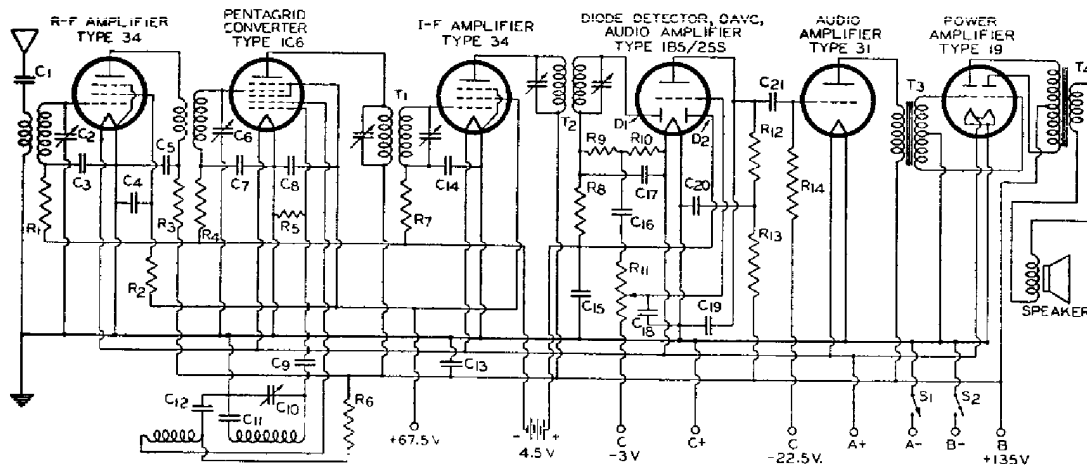 R-F AMPLIFIER
TYPE 34
PENTAGRID
CONVERTER
TYPE 1C6
I-F AMPLIFIER
TYPE 34
DIODE DETECTOR, DAVC,
AUDIO AMPLIFIER
TYPE 1B5/25S
AUDIO
AMPLIFIER
TYPE 31
POWER
AMPLIFIER
TYPE 19
C1
C2
C3
C4
C5
R1
R2
R3
C6
C7
C8
R4
R5
T1
C14
R7
T2
D1
D2
R9
R10
R8
C17
C16
C20
R11
C15
C18
C19
C21
R12
R13
R14
T3
T4
SPEAKER
C9
C10
C11
C12
C13
R6
S1
S2
+67.5V
- +
4.5V.
C
-3V
C+
C
-22.5V.
A+
A-
B-
B
+135V